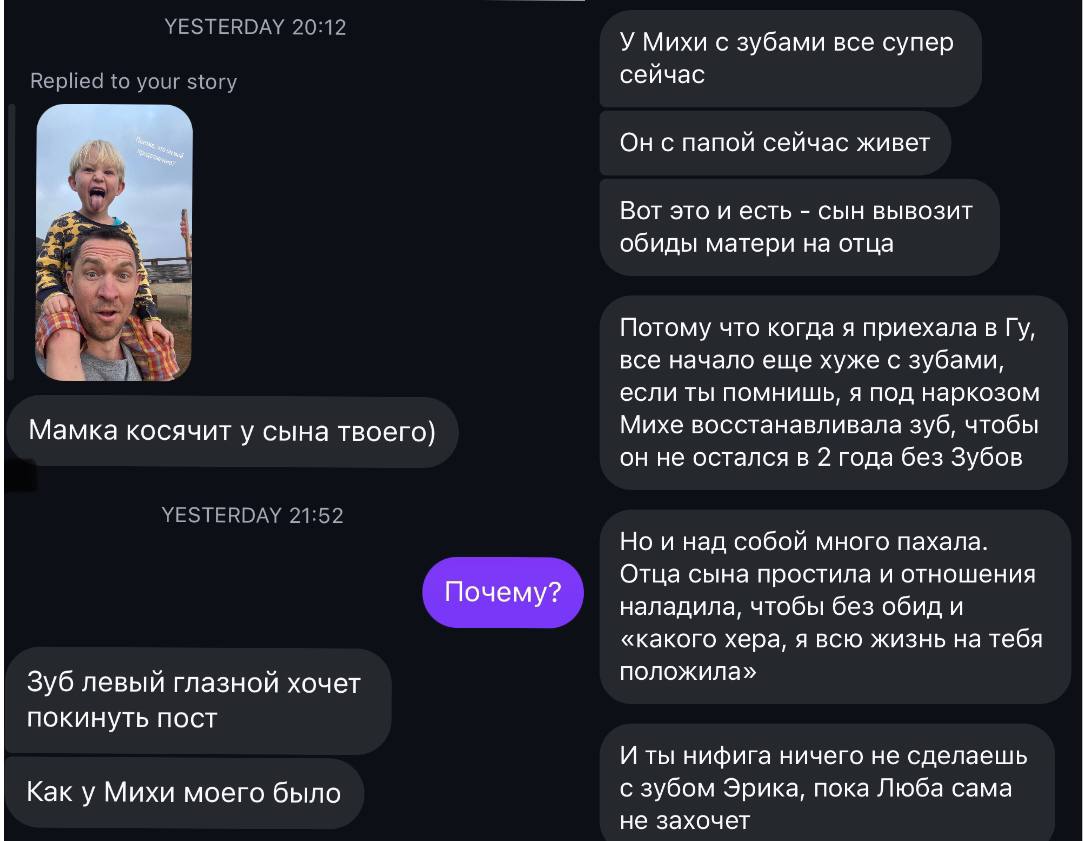 YESTERDAY 20:12
Replied to your story
Мамка косячит у сына твоего)
YESTERDAY 21:52
Почему?
Зуб левый глазной хочет
покинуть пост
Как у Михи моего было
У Михи с зубами все супер
сейчас
Он с папой сейчас живет
Вот это и есть - сын вывозит
обиды матери на отца
Потому что когда я приехала в Гу,
все начало еще хуже с зубами,
если ты помнишь, я под наркозом
Михе восстанавливала зуб, чтобы
он не остался в 2 года без Зубов
Но и над собой много пахала.
Отца сына простила и отношения
наладила, чтобы без обид и
«какого хера, я всю жизнь на тебя
положила»
И ты нифига ничего не сделаешь
с зубом Эрика, пока Люба сама
не захочет